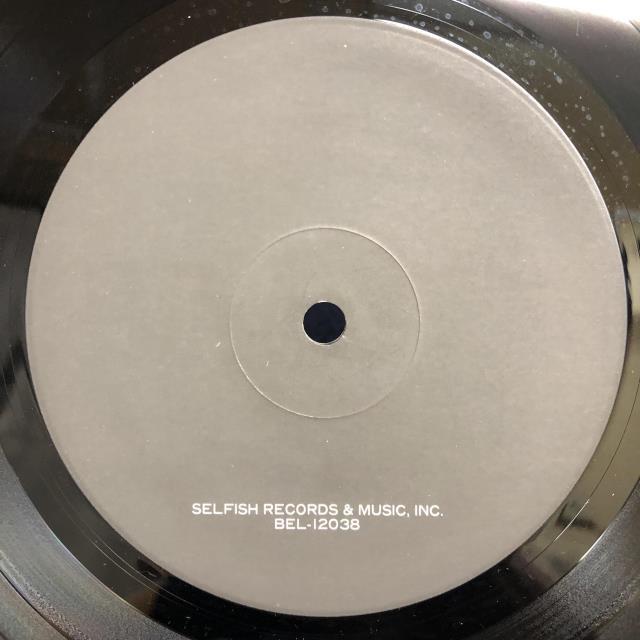 SELFISH RECORDS & MUSIC, INC.
BEL-12038